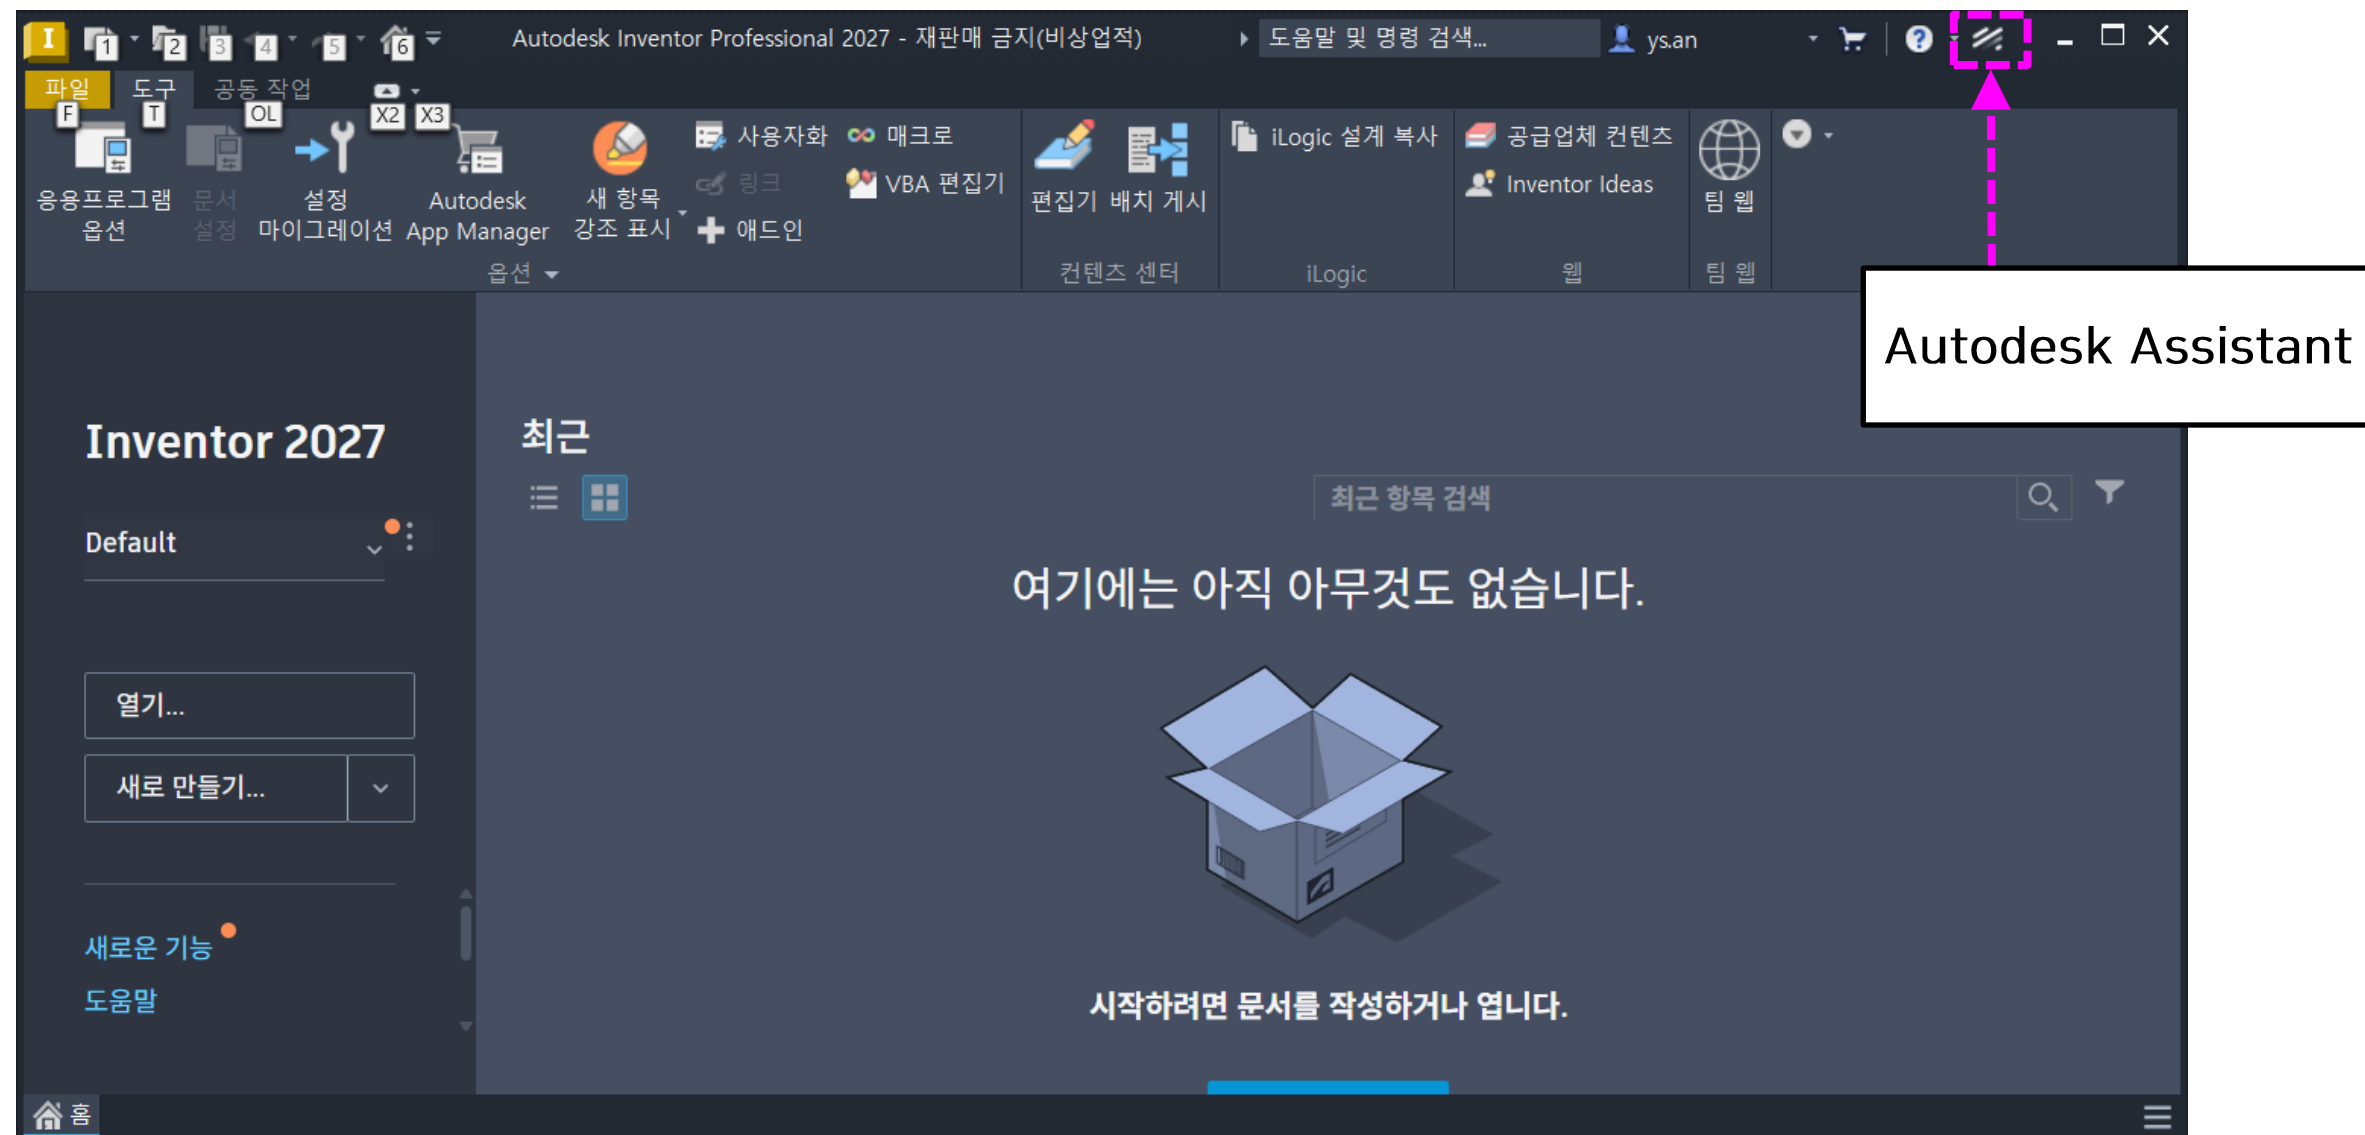 I 1 2 3 4 5 6 Autodesk Inventor Professional 2027 - 재판매 금지(비상업적) 도움말 및 명령 검색... ys.an ?
파일 도구 공동 작업
F T OL X2 X3
응용프로그램
옵션
문서
설정
설정
마이그레이션
Autodesk
App Manager
새 항목
강조 표시
사용자화
링크
애드인
매크로
VBA 편집기
편집기
배치 게시
iLogic 설계 복사
공급업체 컨텐츠
Inventor Ideas
팀 웹
옵션 컨텐츠 센터 iLogic 웹 팀 웹
Autodesk Assistant
Inventor 2027
Default
열기...
새로 만들기...
새로운 기능
도움말
최근
최근 항목 검색
여기에는 아직 아무것도 없습니다.
시작하려면 문서를 작성하거나 엽니다.
홈